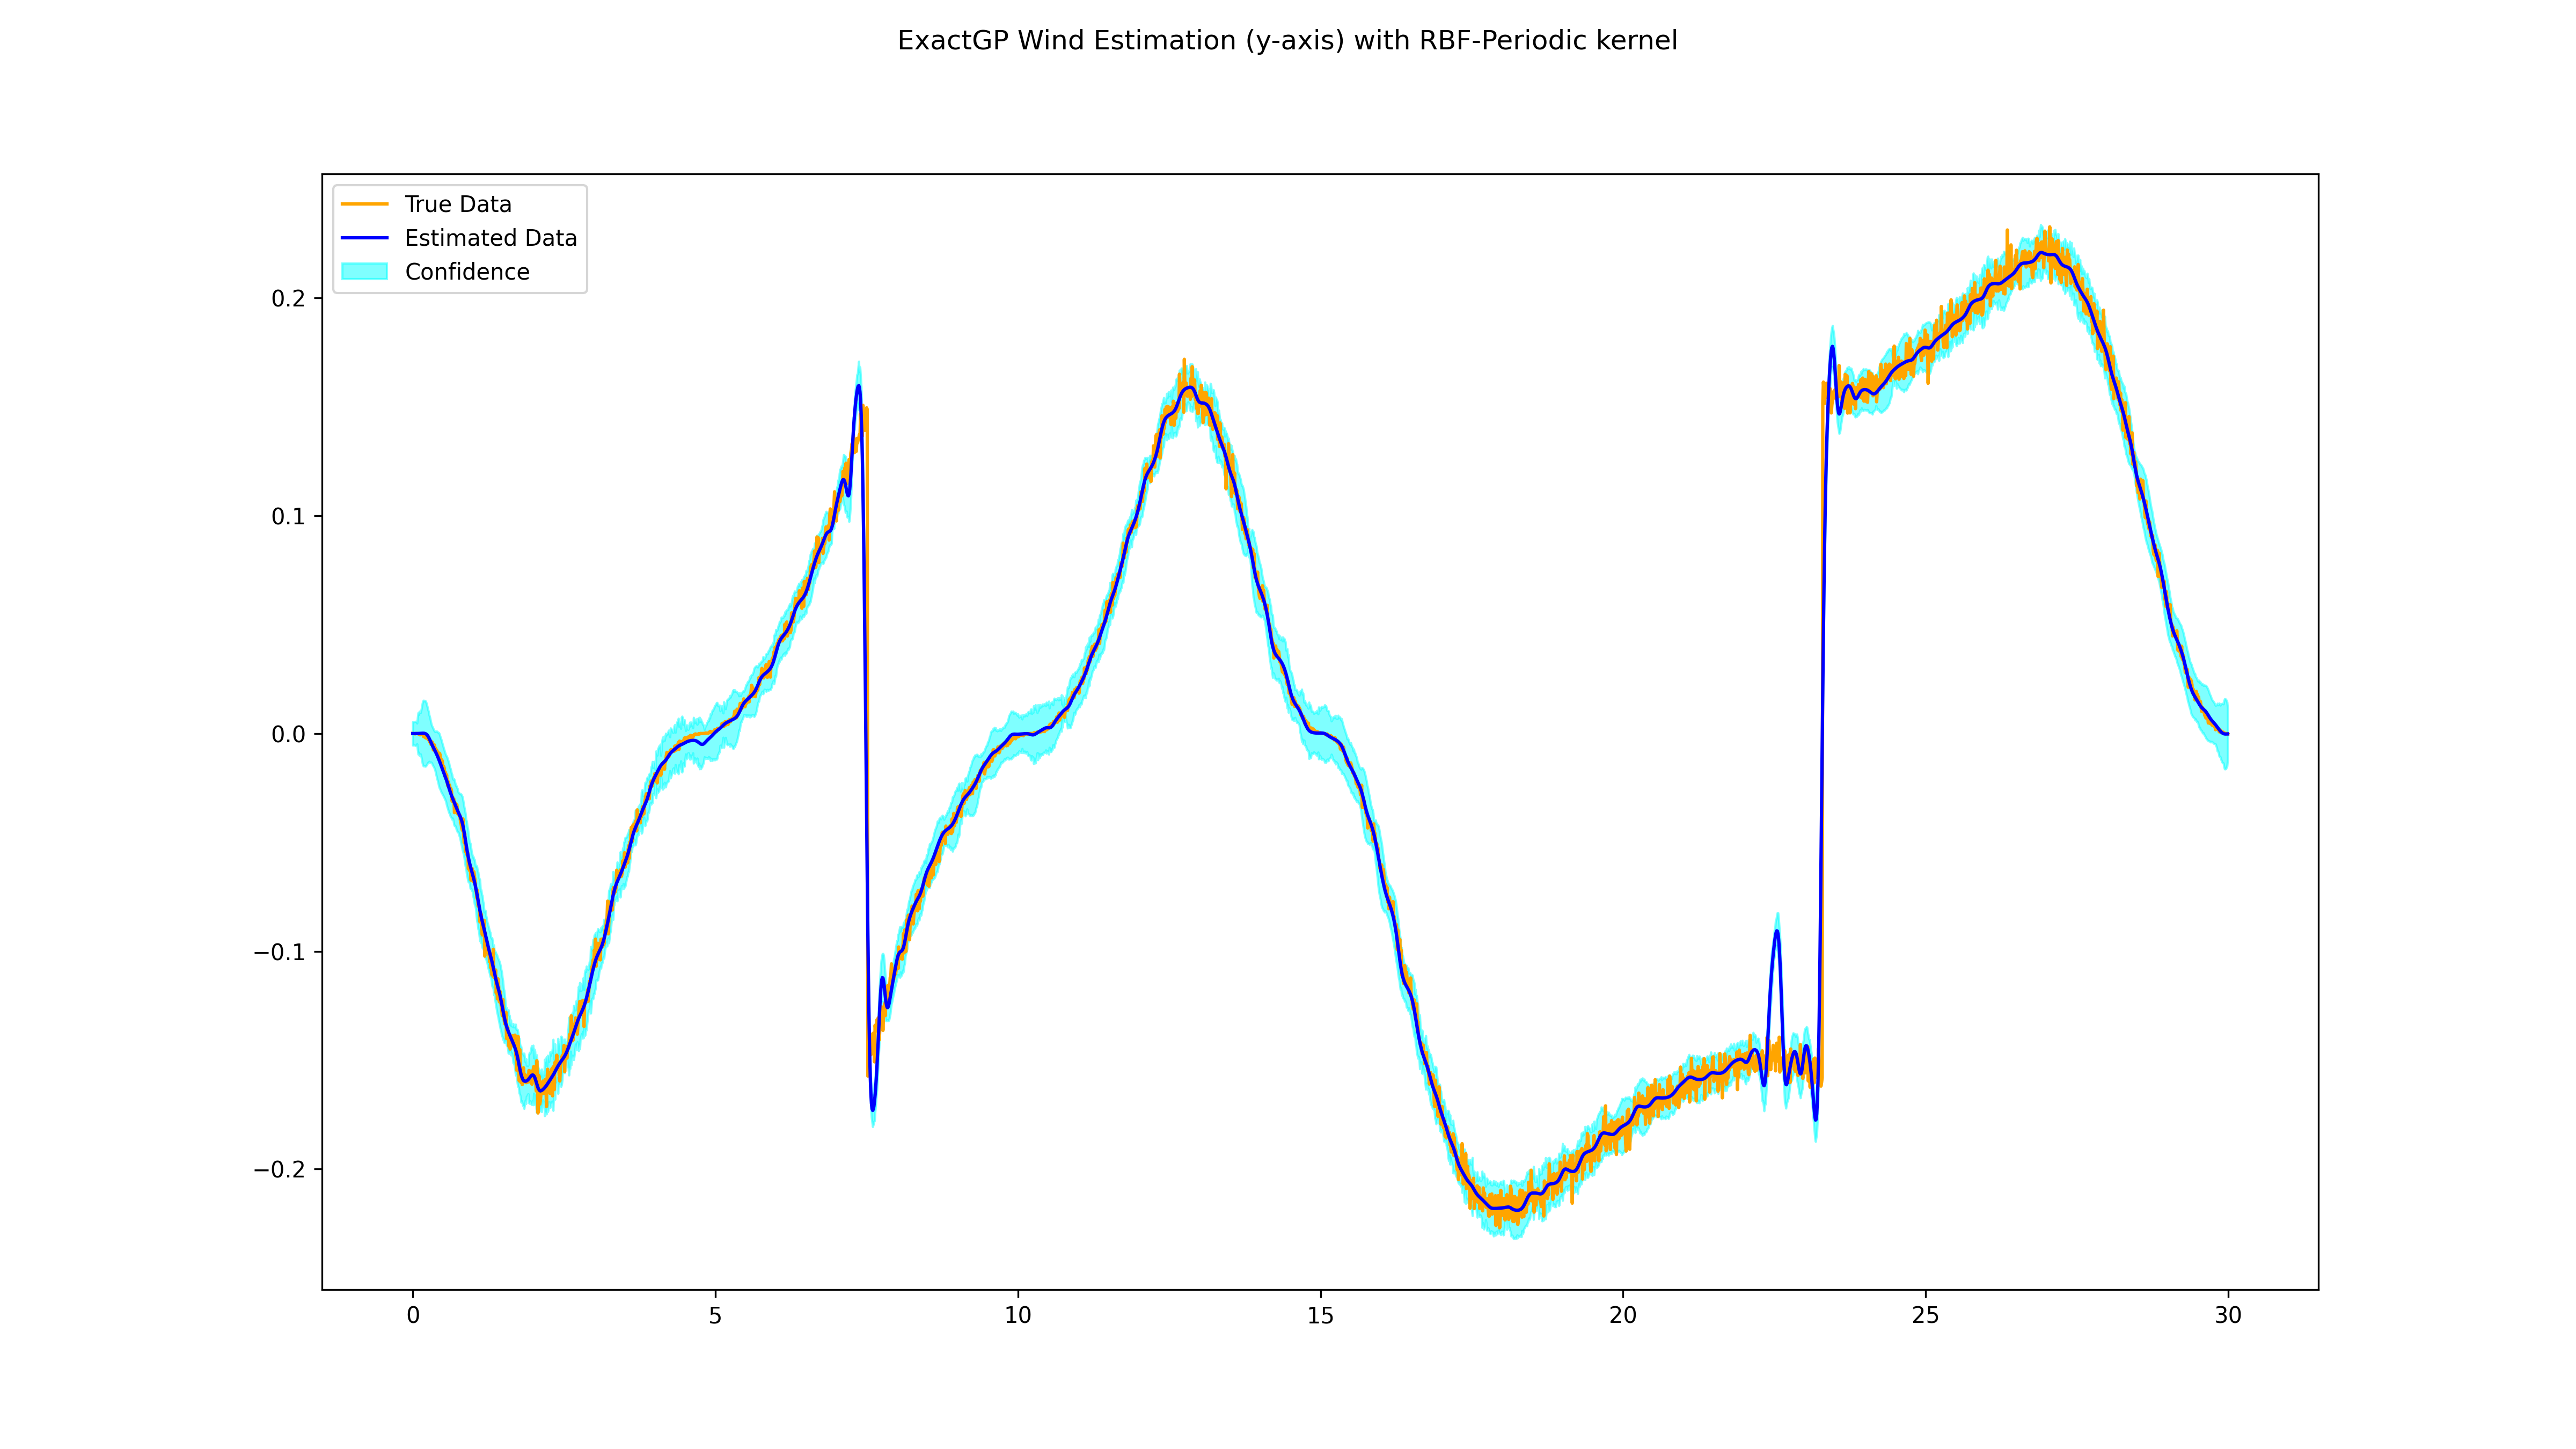 ExactGP Wind Estimation (y-axis) with RBF-Periodic kernel
True Data
Estimated Data
Confidence
0.2
0.1
0.0
−0.1
−0.2
0 5 10 15 20 25 30